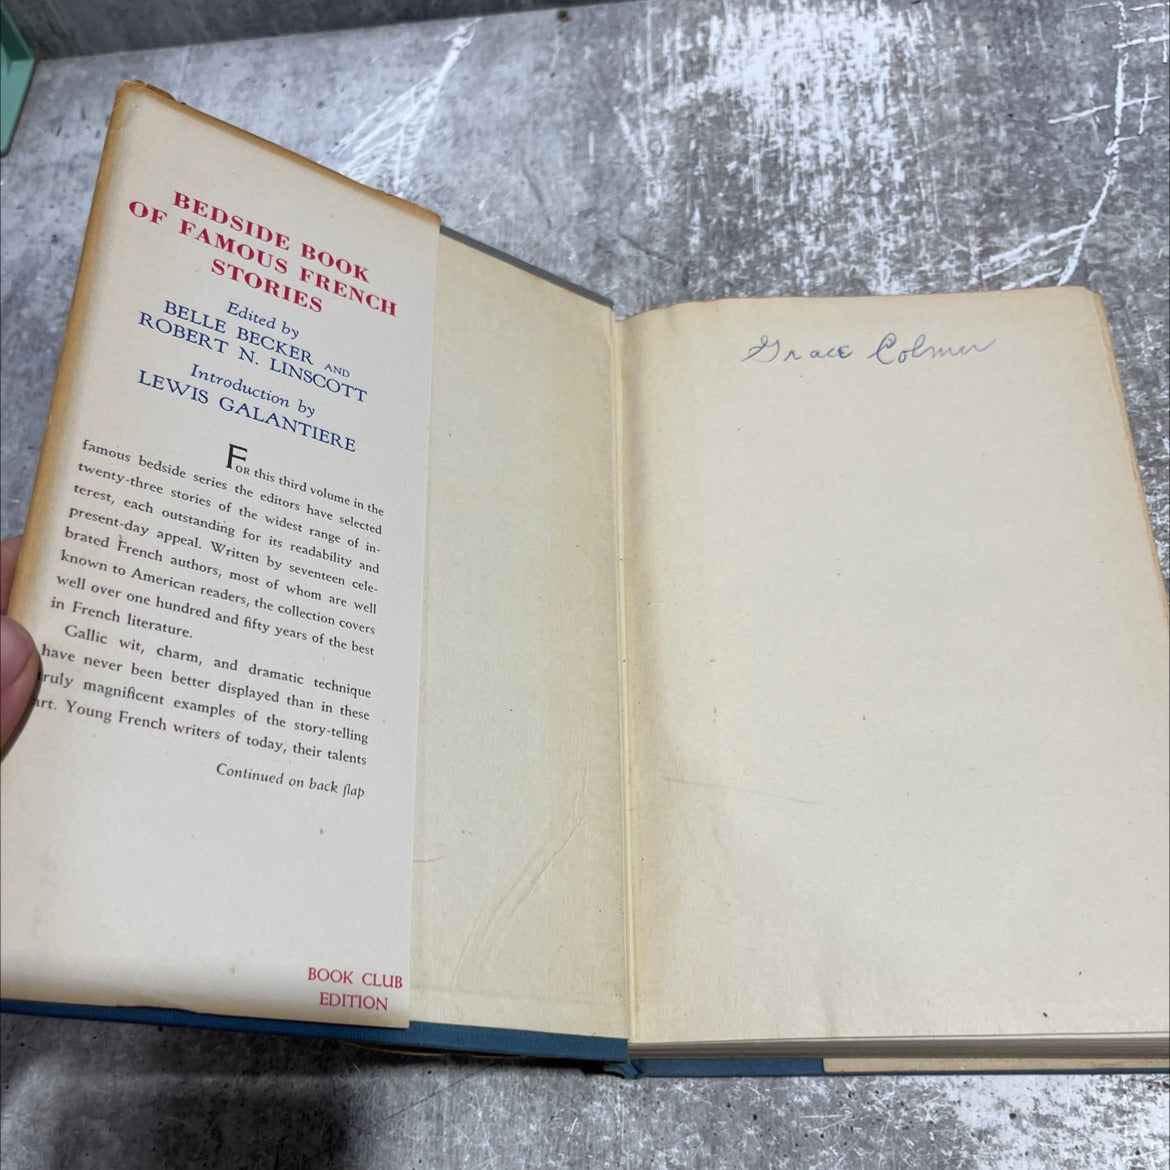 BEDSIDE BOOK
OF FAMOUS FRENCH
STORIES
Edited by
BELLE BECKER AND
ROBERT N. LINSCOTT
Introduction by
LEWIS GALANTIERE
FOR this third volume in the
famous bedside series the editors have selected
twenty-three stories of the widest range of in-
terest, each outstanding for its readability and
present-day appeal. Written by seventeen cele-
brated French authors, most of whom are well
known to American readers, the collection covers
well over one hundred and fifty years of the best
in French literature.
Gallic wit, charm, and dramatic technique
have never been better displayed than in these
truly magnificent examples of the story-telling
art. Young French writers of today, their talents
Continued on back flap
BOOK CLUB
EDITION
Grace Colmer